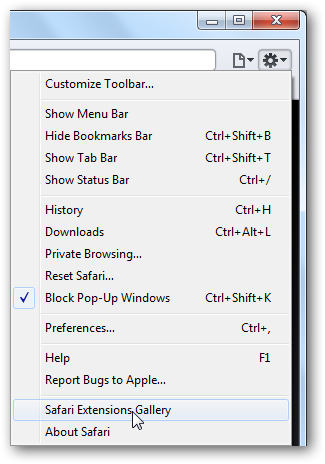 Customize Toolbar...
Show Menu Bar
Hide Bookmarks Bar Ctrl+Shift+B
Show Tab Bar Ctrl+Shift+T
Show Status Bar Ctrl+/
History Ctrl+H
Downloads Ctrl+Alt+L
Private Browsing...
Reset Safari...
Block Pop-Up Windows Ctrl+Shift+K
Preferences... Ctrl+,
Help F1
Report Bugs to Apple...
Safari Extensions Gallery
About Safari